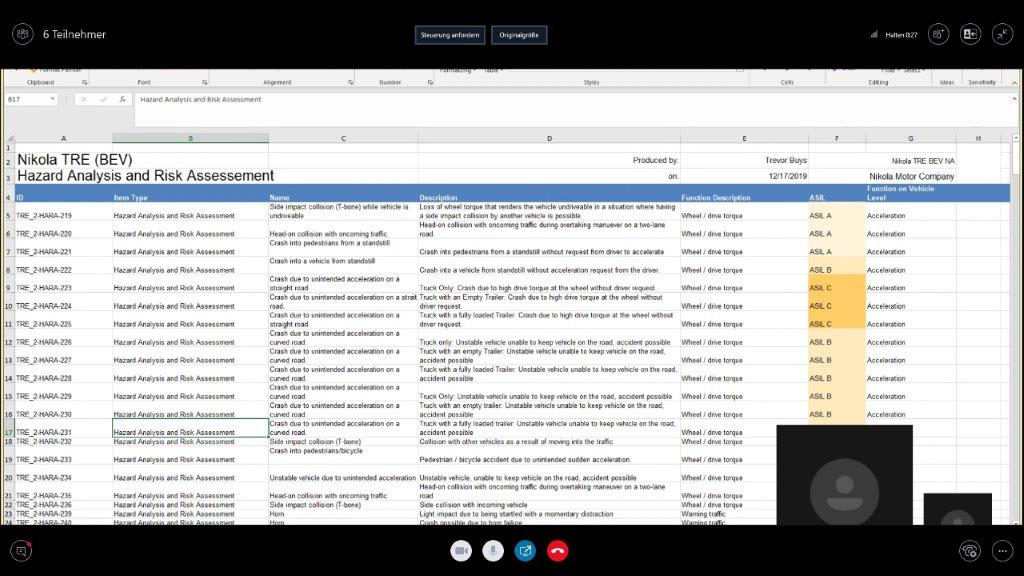 6 Teilnehmer
Steuerung anfordern
Originalgröße
Halten 0:27
Clipboard Font Alignment Number Styles Cells Editing Ideas Sensitivity
B17 fx Hazard Analysis and Risk Assessment
A B C D E F G H
1
2 Nikola TRE (BEV) Produced by: Trevor Buys Nikola TRE BEV NA
3 Hazard Analysis and Risk Assessement on: 12/17/2019 Nikola Motor Company
Function on Vehicle
4 ID Item Type Name Description Function Description ASIL Level
Side impact collision (T-bone) while vehicle is Loss of wheel torque that renders the vehicle undriveable in a situation where having
5 TRE_2-HARA-219 Hazard Analysis and Risk Assessment undriveable a side impact collision by another vehicle is possible. Wheel / drive torque ASIL A Acceleration
Head-on collision with oncoming traffic during overtaking maneuver on a two-lane
6 TRE_2-HARA-220 Hazard Analysis and Risk Assessment Head-on collision with oncoming traffic road. Wheel / drive torque ASIL A Acceleration
Crash into pedestrians from a standstill
7 TRE_2-HARA-221 Hazard Analysis and Risk Assessment Crash into pedestrians from a standstill without request from driver to accelerate Wheel / drive torque ASIL A Acceleration
Crash into a vehicle from standstill
8 TRE_2-HARA-222 Hazard Analysis and Risk Assessment Crash into a vehicle from standstill without acceleration request from the driver. Wheel / drive torque ASIL B Acceleration
Crash due to unintended acceleration on a
9 TRE_2-HARA-223 Hazard Analysis and Risk Assessment straight road Truck Only: Crash due to high drive torque at the wheel without driver request. Wheel / drive torque ASIL C Acceleration
Crash due to unintended acceleration on a strait Truck with an Empty Trailer: Crash due to high drive torque at the wheel without
10 TRE_2-HARA-224 Hazard Analysis and Risk Assessment road. driver request. Wheel / drive torque ASIL C Acceleration
Crash due to unintended acceleration on a Truck with a fully loaded Trailer: Crash due to high drive torque at the wheel without
11 TRE_2-HARA-225 Hazard Analysis and Risk Assessment straight road. driver request. Wheel / drive torque ASIL C Acceleration
Crash due to unintended acceleration on a
12 TRE_2-HARA-226 Hazard Analysis and Risk Assessment curved road. Truck only: Unstable vehicle unable to keep vehicle on the road, accident possible Wheel / drive torque ASIL B Acceleration
Crash due to unintended acceleration on a Truck with an empty Trailer: Unstable vehicle unable to keep vehicle on the road,
13 TRE_2-HARA-227 Hazard Analysis and Risk Assessment curved road. accident possible Wheel / drive torque ASIL B Acceleration
Crash due to unintended acceleration on a Truck with a fully loaded Trailer: Unstable vehicle unable to keep vehicle on the road,
14 TRE_2-HARA-228 Hazard Analysis and Risk Assessment curved road. accident possible Wheel / drive torque ASIL B Acceleration
Crash due to unintended acceleration on a
15 TRE_2-HARA-229 Hazard Analysis and Risk Assessment curved road. Truck Only: Unstable vehicle unable to keep vehicle on the road, accident possible Wheel / drive torque ASIL B Acceleration
Crash due to unintended acceleration on a Truck with an empty trailer: Unstable vehicle unable to keep vehicle on the road,
16 TRE_2-HARA-230 Hazard Analysis and Risk Assessment curved road. accident possible Wheel / drive torque ASIL B Acceleration
Crash due to unintended acceleration on a Truck with a fully loaded trailer: Unstable vehicle unable to keep vehicle on the road,
17 TRE_2-HARA-231 Hazard Analysis and Risk Assessment curved road. accident possible Wheel / drive torque
18 TRE_2-HARA-232 Hazard Analysis and Risk Assessment Side impact collision (T-bone) Collision with other vehicles as a result of moving into the traffic Wheel / drive torque
Crash into pedestrians/bicycle
19 TRE_2-HARA-233 Hazard Analysis and Risk Assessment Pedestrian / bicycle accident due to unintended sudden acceleration. Wheel / drive torque
20 TRE_2-HARA-234 Hazard Analysis and Risk Assessment Unstable vehicle due to unintended acceleration Unstable vehicle, unable to keep vehicle on the road, accident possible Wheel / drive torque
Head-on collision with oncoming traffic during overtaking maneuver on a two-lane
21 TRE_2-HARA-235 Hazard Analysis and Risk Assessment Head-on collision with oncoming traffic road Wheel / drive torque
22 TRE_2-HARA-236 Hazard Analysis and Risk Assessment Side impact collision (T-bone) Side collision with incoming vehicle Wheel / drive torque
23 TRE_2-HARA-239 Hazard Analysis and Risk Assessment Horn Light impact due to being startled with a momentary distraction Warning traffic
24 TRE_2-HARA-240 Hazard Analysis and Risk Assessment Horn Crash possible due to horn failure Warning traffic